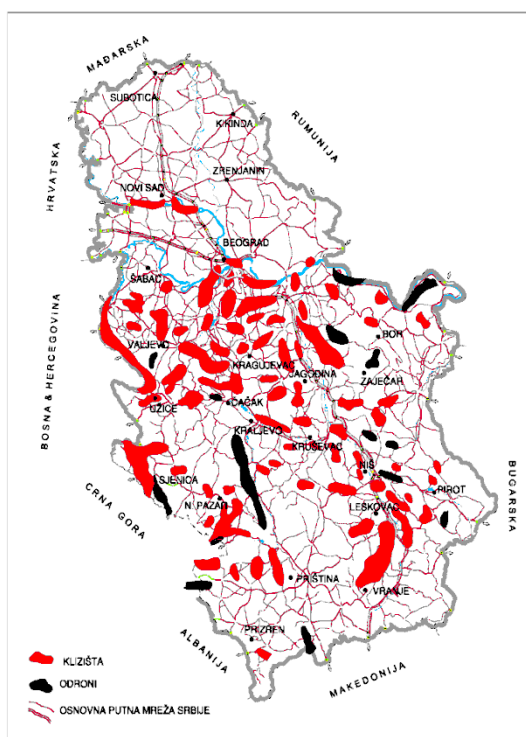 MAĐARSKA
SUBOTICA
KIKINDA
RUMUNIJA
HRVATSKA
ZRENJANIN
NOVI SAD
BEOGRAD
ŠABAC
BOSNA & HERCEGOVINA
BOR
VALJEVO
KRAGUJEVAC
JAGODINA
ZAJEČAR
ČAČAK
UŽICE
KRALJEVO
KRUŠEVAC
NIŠ
BUGARSKA
SJENICA
PIROT
CRNA GORA
N. PAZAR
LESKOVAC
PRIŠTINA
VRANJE
PRIZREN
ALBANIJA
MAKEDONIJA
KLIZIŠTA
ODRONI
OSNOVNA PUTNA MREŽA SRBIJE